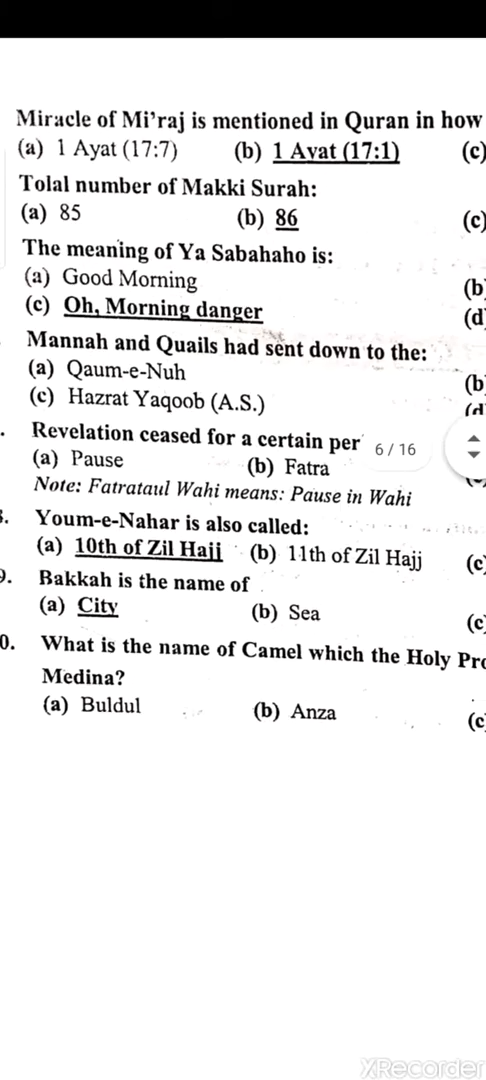 Miracle of Mi'raj is mentioned in Quran in how
(a) 1 Ayat (17:7) (b) 1 Ayat (17:1) (c)
Tolal number of Makki Surah:
(a) 85 (b) 86 (c)
The meaning of Ya Sabahaho is:
(a) Good Morning (b)
(c) Oh, Morning danger (d)
Mannah and Quails had sent down to the:
(a) Qaum-e-Nuh (b)
(c) Hazrat Yaqoob (A.S.) (d)
Revelation ceased for a certain per 6 / 16
(a) Pause (b) Fatra
Note: Fatrataul Wahi means: Pause in Wahi
Youm-e-Nahar is also called:
(a) 10th of Zil Hajj (b) 11th of Zil Hajj (c)
9. Bakkah is the name of
(a) City (b) Sea (c)
0. What is the name of Camel which the Holy Pro
Medina?
(a) Buldul (b) Anza (c)
XRecorder